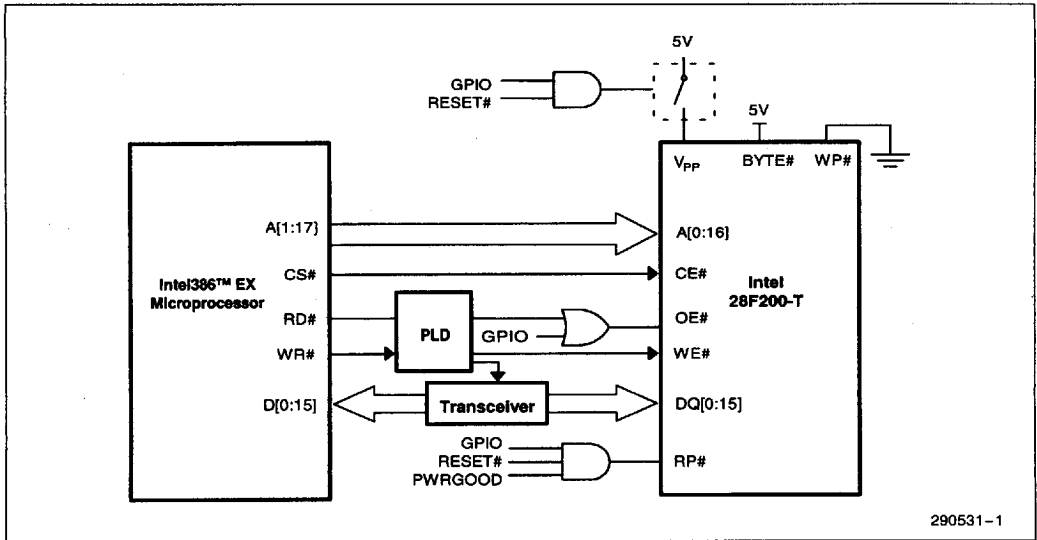 5V
GPIO
RESET#
5V
VPP
BYTE#
WP#
A[1:17]
A[0:16]
CS#
CE#
Intel386™ EX
Microprocessor
Intel
28F200-T
RD#
PLD
GPIO
OE#
WR#
WE#
D[0:15]
Transceiver
DQ[0:15]
GPIO
RESET#
PWRGOOD
RP#
290531-1